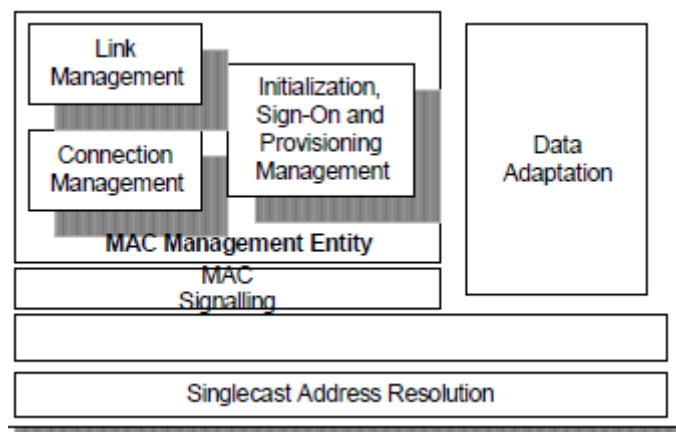 Link
Management
Initialization,
Sign-On and
Provisioning
Management
Connection
Management
MAC Management Entity
MAC
Signalling
Data
Adaptation
Singlecast Address Resolution